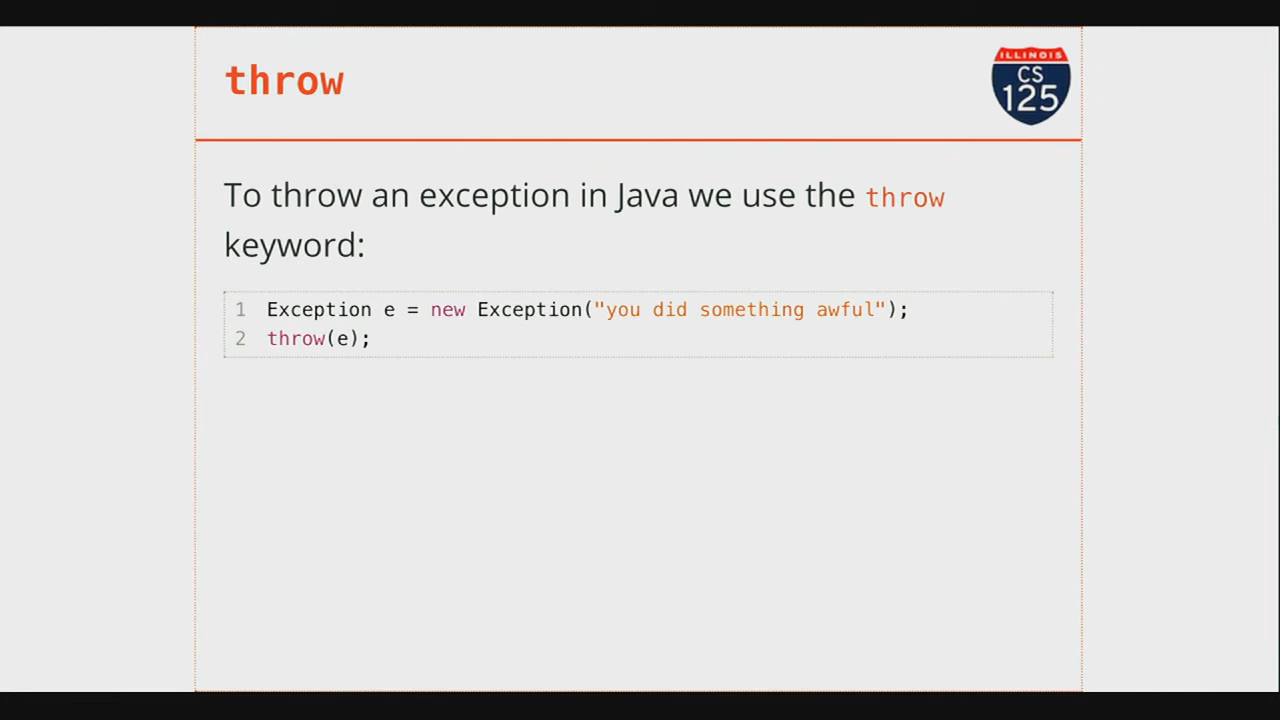 throw
ILLINOIS
CS
125
To throw an exception in Java we use the throw
keyword:
1 Exception e = new Exception("you did something awful");
2 throw(e);